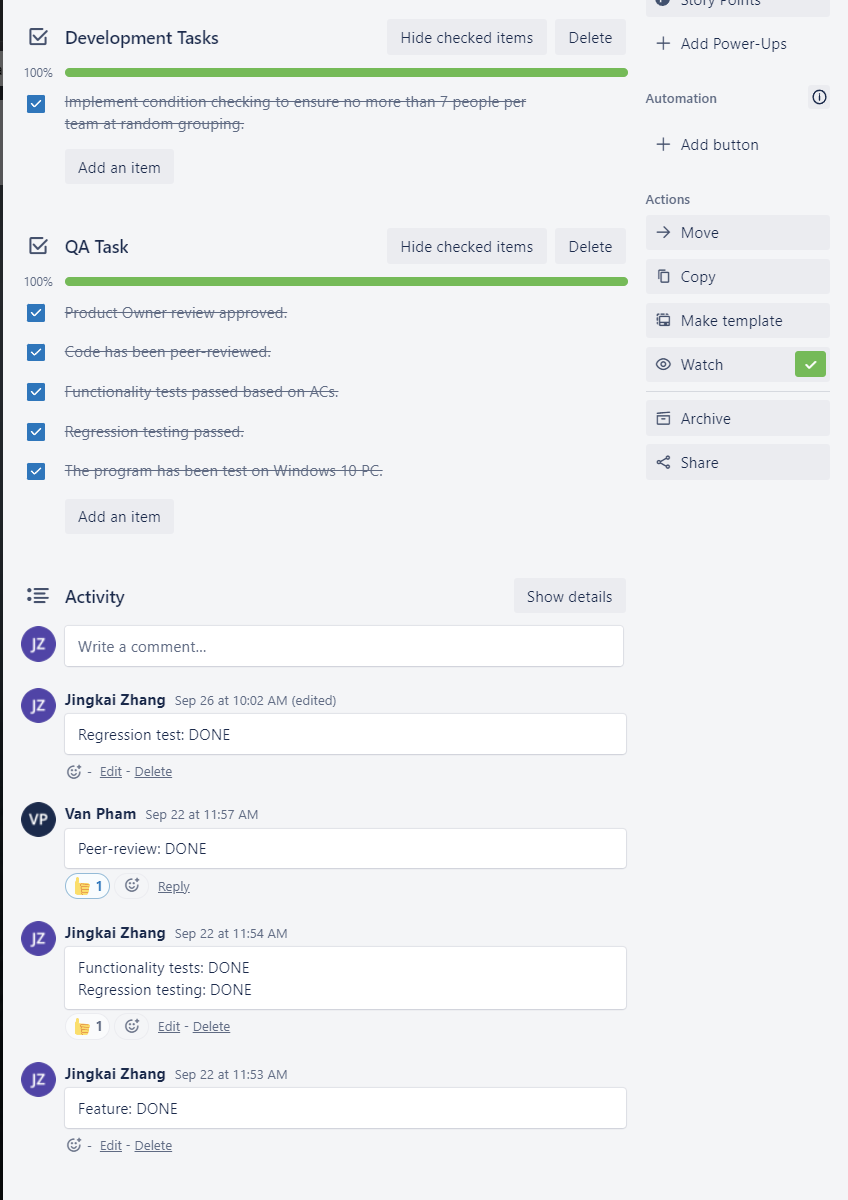 Development Tasks
Hide checked items
Delete
100%
Implement condition checking to ensure no more than 7 people per
team at random grouping.
Add an item
QA Task
Hide checked items
Delete
100%
Product Owner review approved.
Code has been peer-reviewed.
Functionality tests passed based on ACs.
Regression testing passed.
The program has been test on Windows 10 PC.
Add an item
Activity
Show details
JZ
Write a comment...
JZ
Jingkai Zhang Sep 26 at 10:02 AM (edited)
Regression test: DONE
- Edit - Delete
VP
Van Pham Sep 22 at 11:57 AM
Peer-review: DONE
1
Reply
JZ
Jingkai Zhang Sep 22 at 11:54 AM
Functionality tests: DONE
Regression testing: DONE
1
Edit - Delete
JZ
Jingkai Zhang Sep 22 at 11:53 AM
Feature: DONE
- Edit - Delete
Story Points
Add Power-Ups
Automation
Add button
Actions
Move
Copy
Make template
Watch
Archive
Share